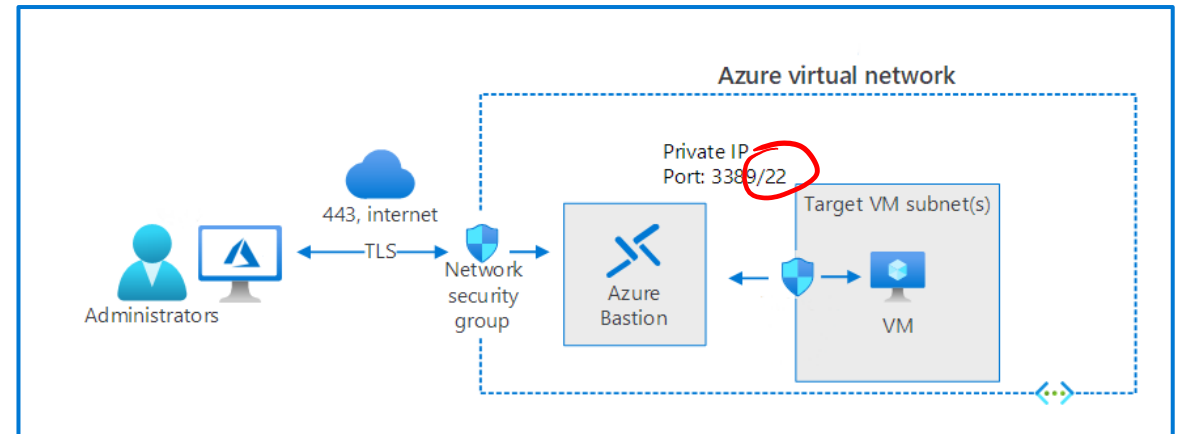 Azure virtual network
Private IP
Port: 3389/22
443, internet
TLS
Network
security
group
Azure
Bastion
Target VM subnet(s)
VM
Administrators